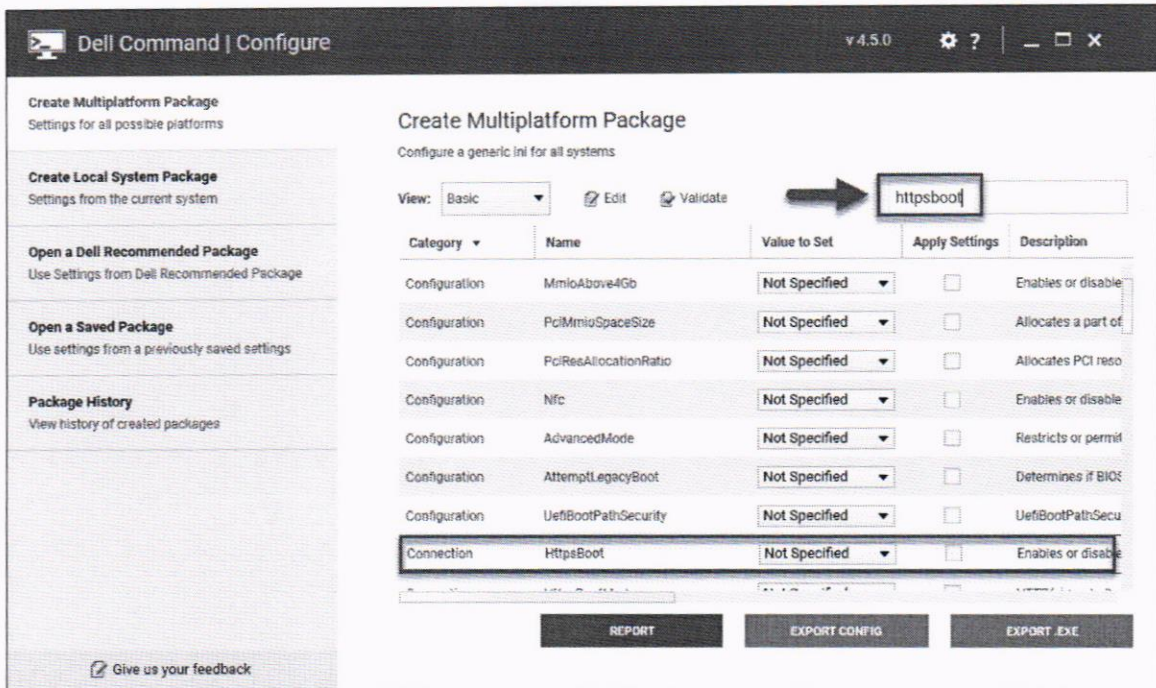 Dell Command | Configure
v 4.5.0
?
Create Multiplatform Package
Settings for all possible platforms
Create Local System Package
Settings from the current system
Open a Dell Recommended Package
Use Settings from Dell Recommended Package
Open a Saved Package
Use settings from a previously saved settings
Package History
View history of created packages
Give us your feedback
Create Multiplatform Package
Configure a generic ini for all systems
View: Basic Edit Validate httpsboot
Category Name Value to Set Apply Settings Description
Configuration MmioAbove4Gb Not Specified Enables or disable
Configuration PciMmioSpaceSize Not Specified Allocates a part of
Configuration PciResAllocationRatio Not Specified Allocates PCI reso
Configuration Nfc Not Specified Enables or disable
Configuration AdvancedMode Not Specified Restricts or permit
Configuration AttemptLegacyBoot Not Specified Determines if BIOS
Configuration UefiBootPathSecurity Not Specified UefiBootPathSecu
Connection HttpsBoot Not Specified Enables or disable
REPORT EXPORT CONFIG EXPORT .EXE